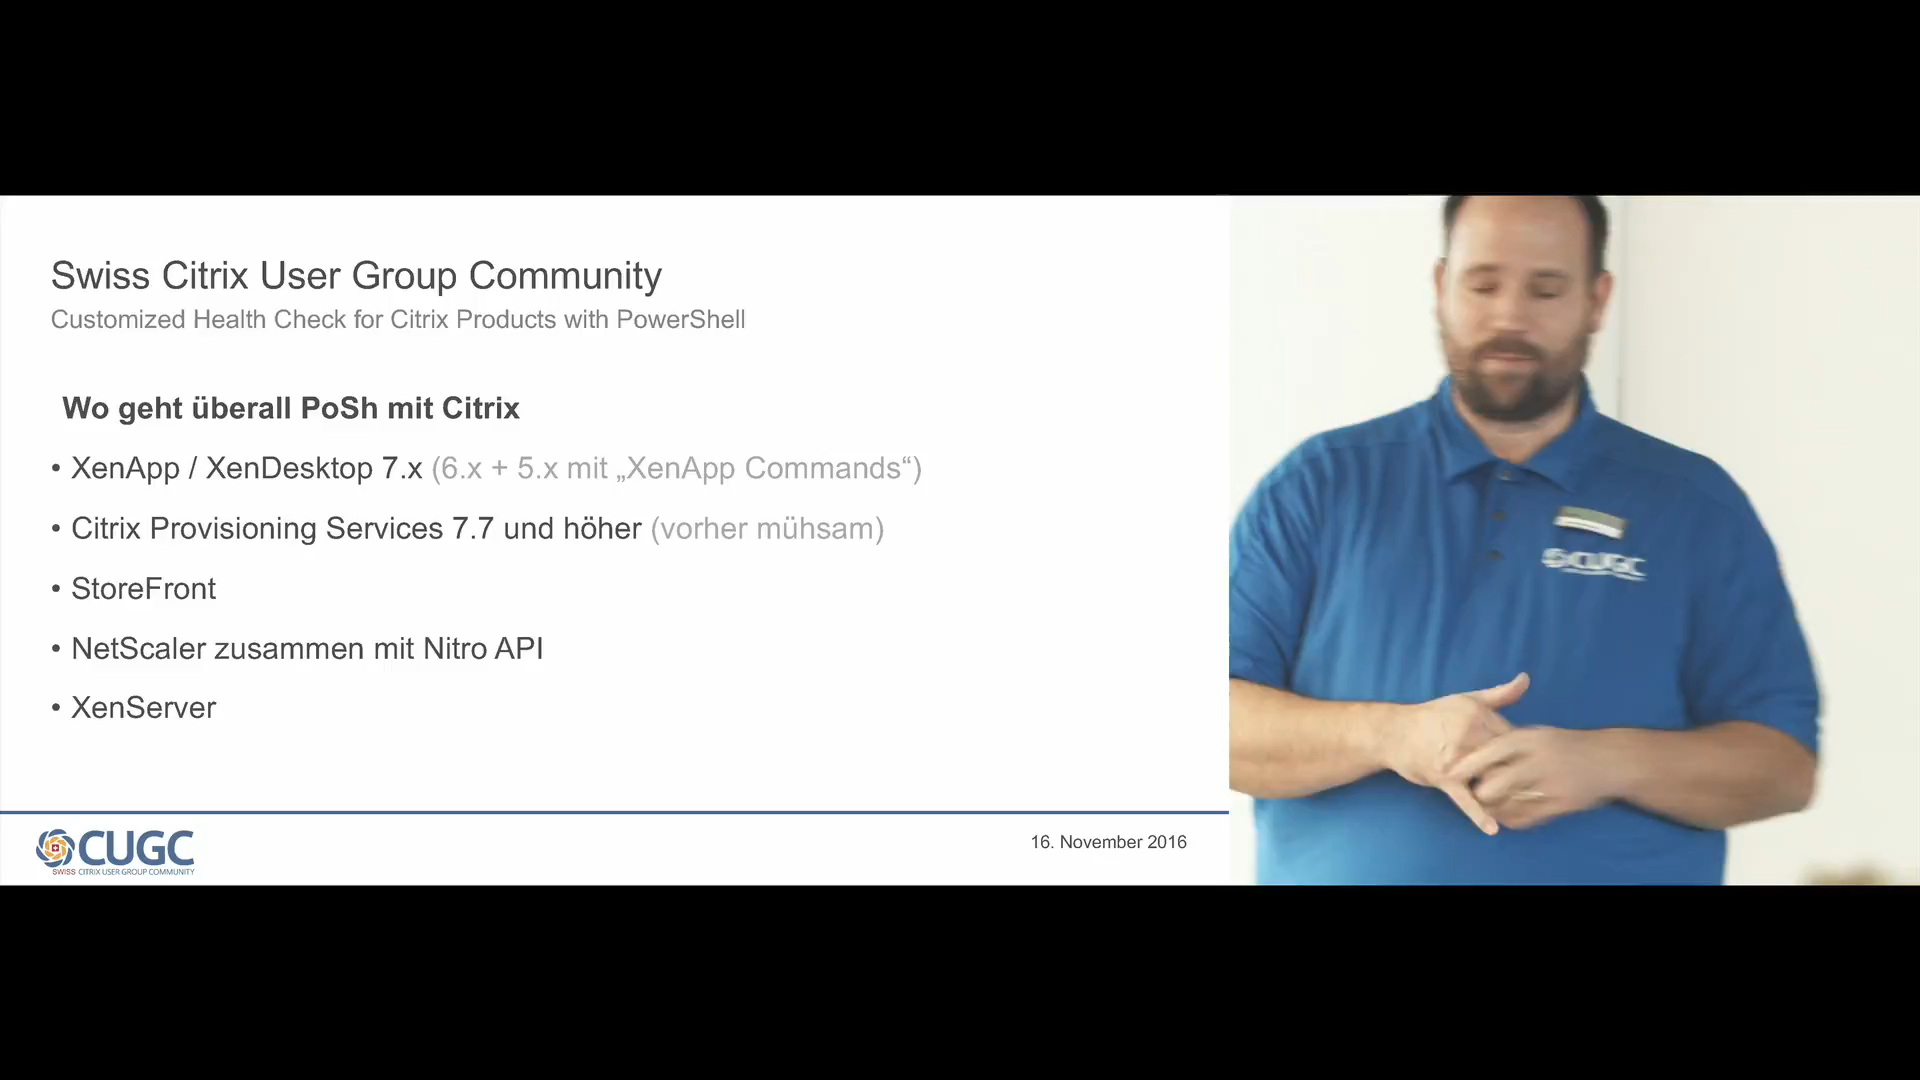 Swiss Citrix User Group Community
Customized Health Check for Citrix Products with PowerShell
Wo geht überall PoSh mit Citrix
• XenApp / XenDesktop 7.x (6.x + 5.x mit „XenApp Commands“)
• Citrix Provisioning Services 7.7 und höher (vorher mühsam)
• StoreFront
• NetScaler zusammen mit Nitro API
• XenServer
CUGC
SWISS CITRIX USER GROUP COMMUNITY
16. November 2016
CUGC